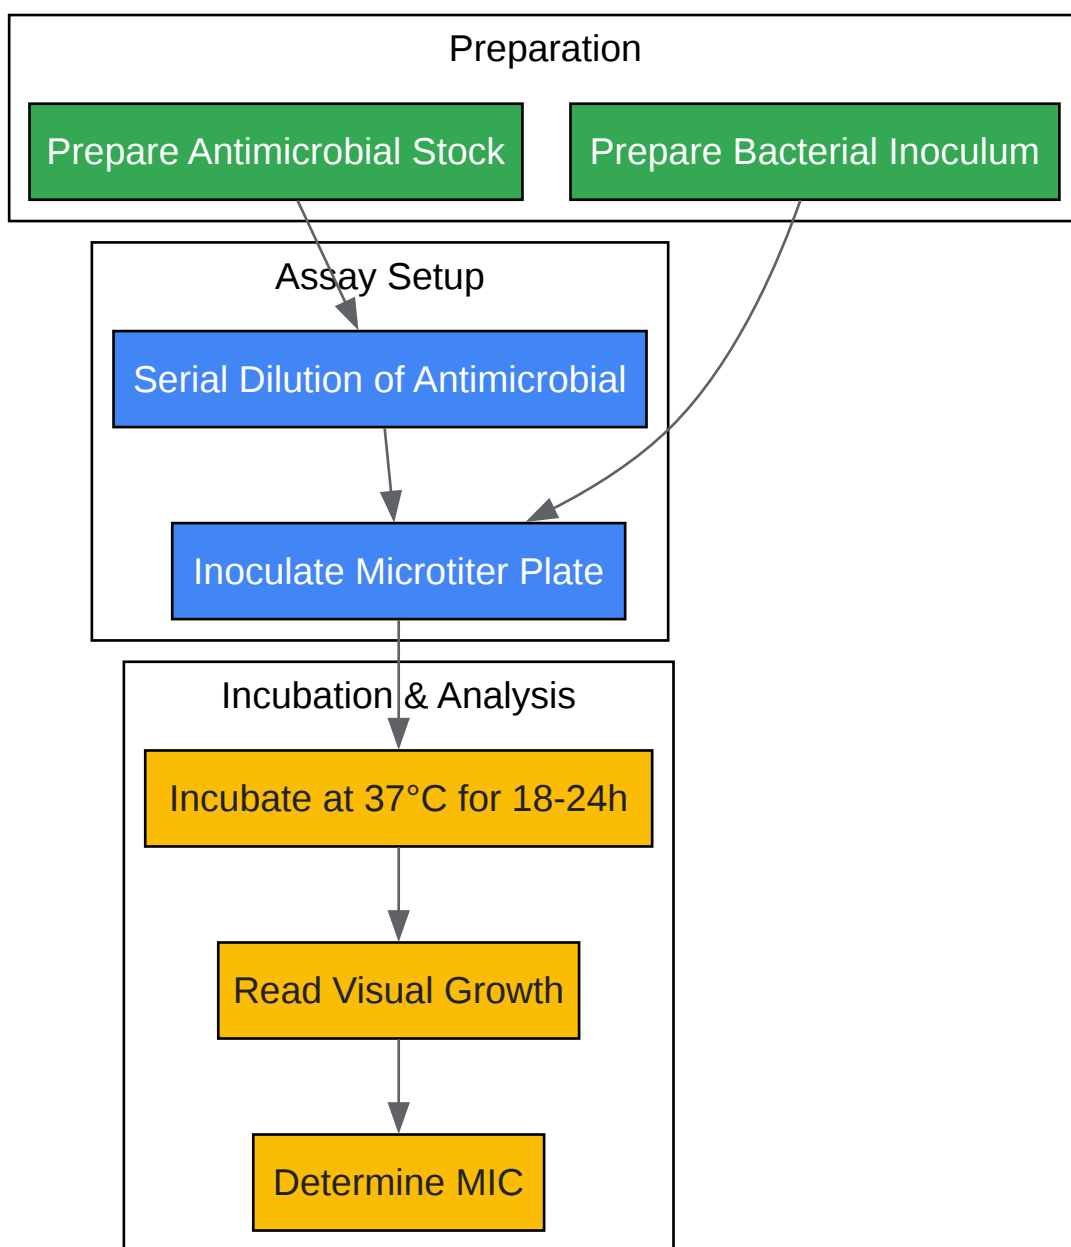 Preparation
Prepare Antimicrobial Stock
Prepare Bacterial Inoculum
Assay Setup
Serial Dilution of Antimicrobial
Inoculate Microtiter Plate
Incubation & Analysis
Incubate at 37°C for 18-24h
Read Visual Growth
Determine MIC